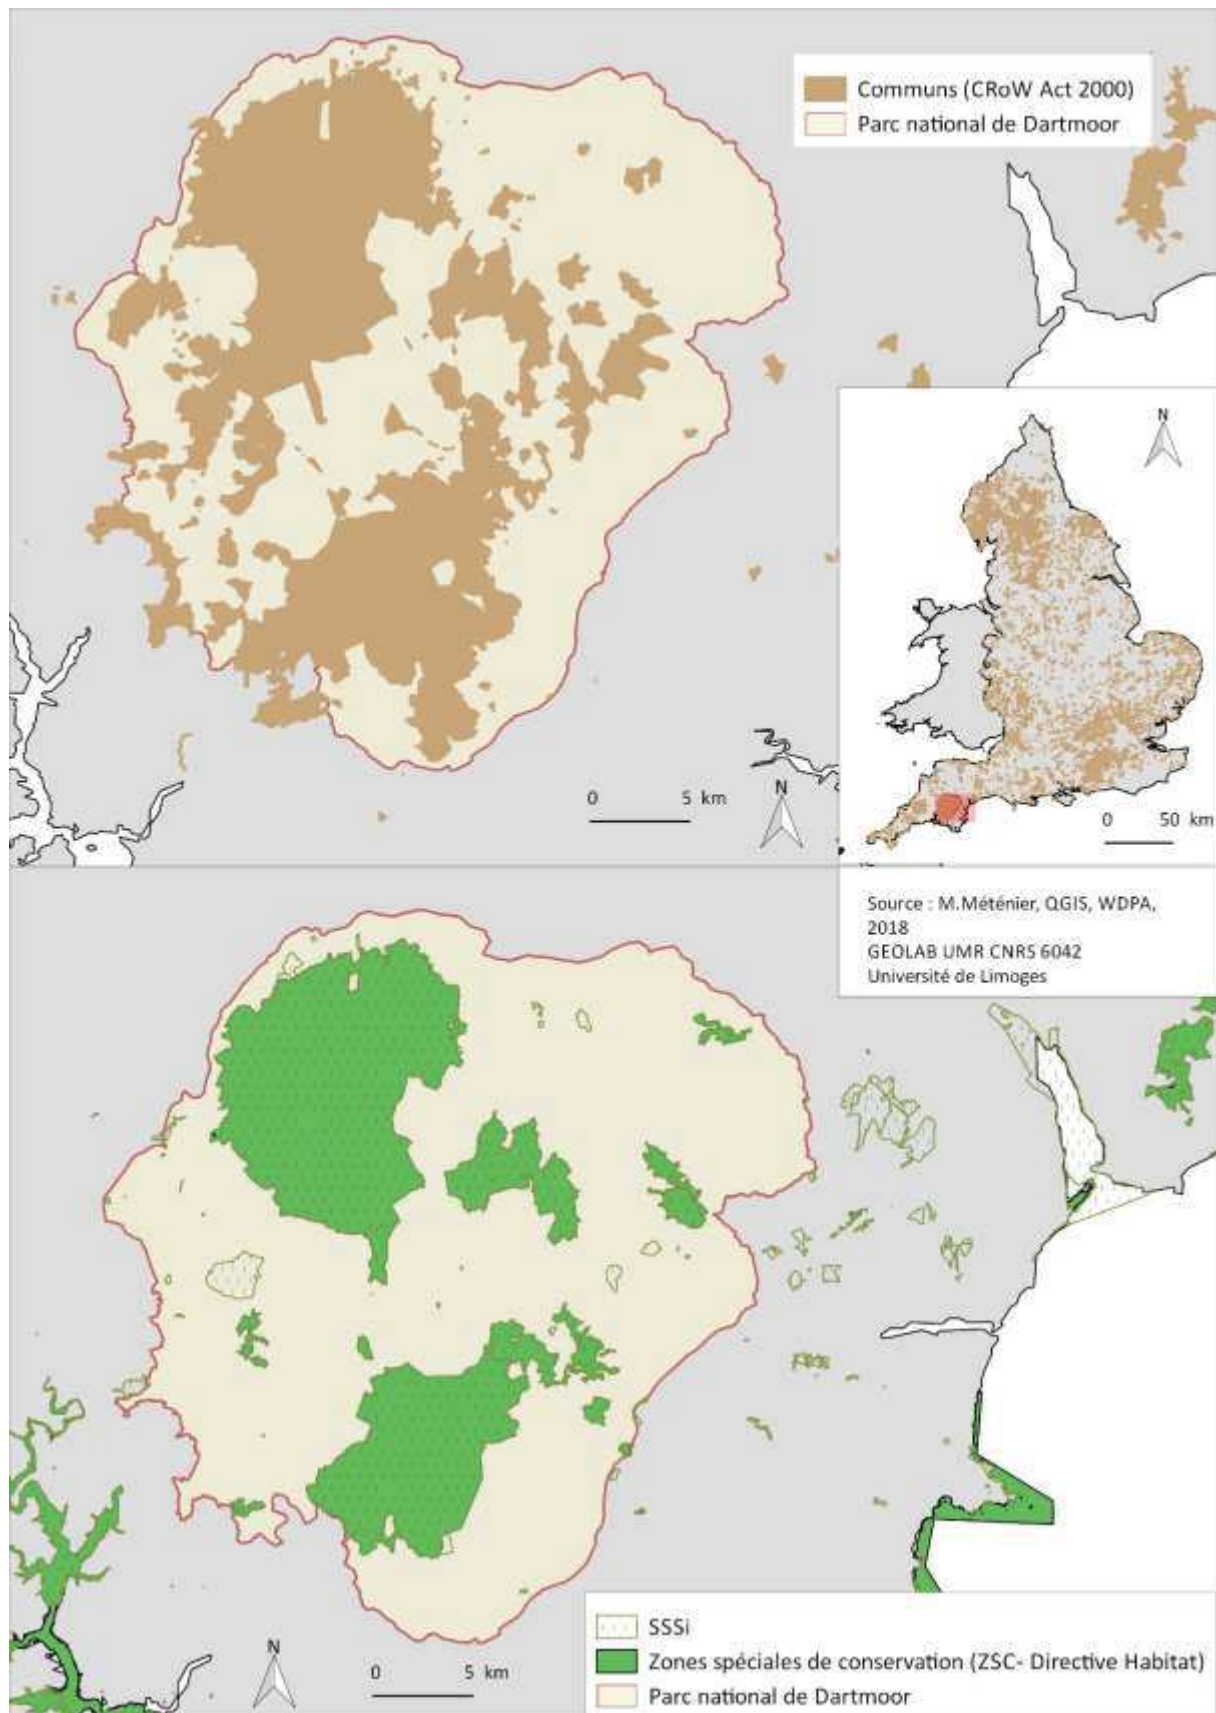 Communs (CRoW Act 2000)
Parc national de Dartmoor
N
0 5 km
N
0 50 km
Source : M.Méténier, QGIS, WDPA,
2018
GEOLAB UMR CNRS 6042
Université de Limoges
N
0 5 km
SSSi
Zones spéciales de conservation (ZSC- Directive Habitat)
Parc national de Dartmoor